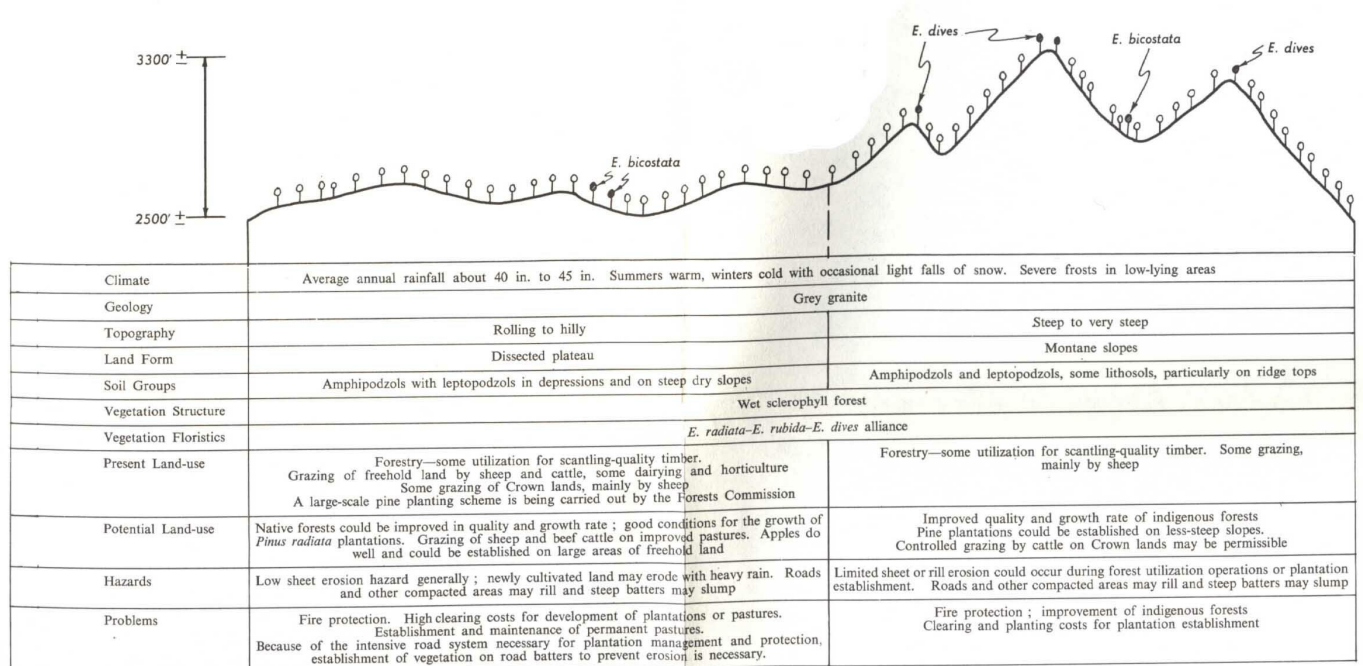 E. dives
E. bicostata
E. dives
3300' ±
E. bicostata
2500' ±
Climate
Average annual rainfall about 40 in. to 45 in. Summers warm, winters cold with occasional light falls of snow. Severe frosts in low-lying areas
Geology
Grey granite
Topography
Rolling to hilly
Steep to very steep
Land Form
Dissected plateau
Montane slopes
Soil Groups
Amphipodzols with leptopodzols in depressions and on steep dry slopes
Amphipodzols and leptopodzols, some lithosols, particularly on ridge tops
Vegetation Structure
Wet sclerophyll forest
Vegetation Floristics
E. radiata–E. rubida–E. dives alliance
Present Land-use
Forestry—some utilization for scantling-quality timber.
Grazing of freehold land by sheep and cattle, some dairying and horticulture
Some grazing of Crown lands, mainly by sheep
A large-scale pine planting scheme is being carried out by the Forests Commission
Forestry—some utilization for scantling-quality timber. Some grazing,
mainly by sheep
Potential Land-use
Native forests could be improved in quality and growth rate ; good conditions for the growth of
Pinus radiata plantations. Grazing of sheep and beef cattle on improved pastures. Apples do
well and could be established on large areas of freehold land
Improved quality and growth rate of indigenous forests
Pine plantations could be established on less-steep slopes.
Controlled grazing by cattle on Crown lands may be permissible
Hazards
Low sheet erosion hazard generally ; newly cultivated land may erode with heavy rain. Roads
and other compacted areas may rill and steep batters may slump
Limited sheet or rill erosion could occur during forest utilization operations or plantation
establishment. Roads and other compacted areas may rill and steep batters may slump
Problems
Fire protection. High clearing costs for development of plantations or pastures.
Establishment and maintenance of permanent pastures.
Because of the intensive road system necessary for plantation management and protection,
establishment of vegetation on road batters to prevent erosion is necessary.
Fire protection ; improvement of indigenous forests
Clearing and planting costs for plantation establishment